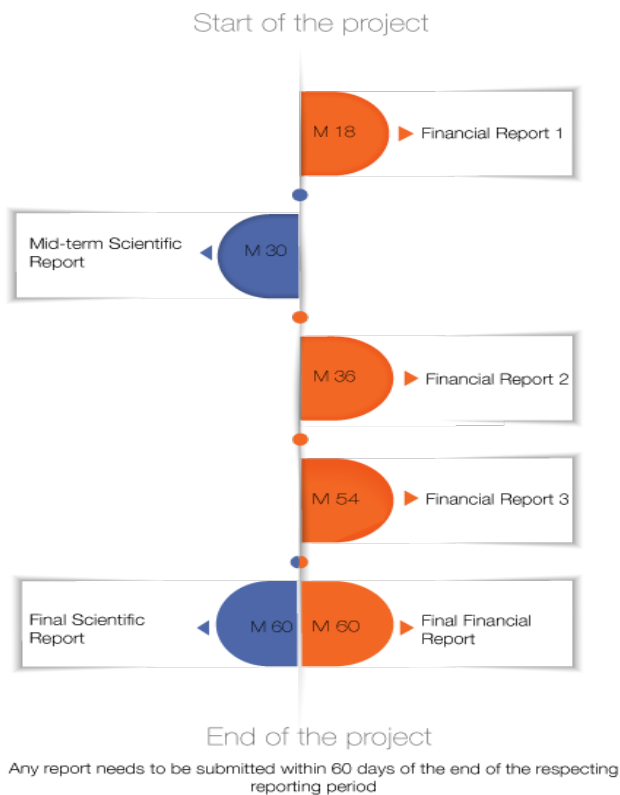 Start of the project
M 18
Financial Report 1
Mid-term Scientific
Report
M 30
M 36
Financial Report 2
M 54
Financial Report 3
Final Scientific
Report
M 60
M 60
Final Financial
Report
End of the project
Any report needs to be submitted within 60 days of the end of the respecting
reporting period